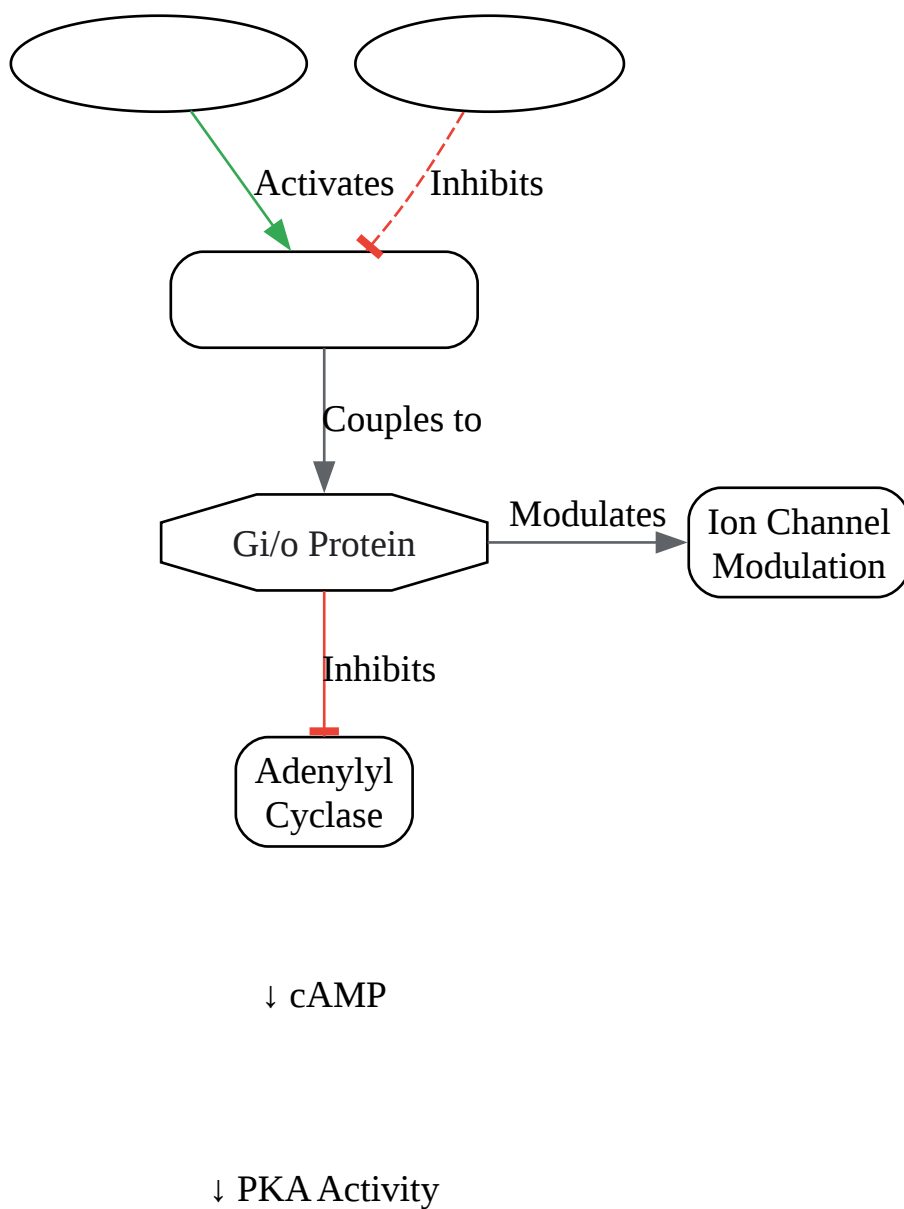 Activates
Inhibits
Couples to
Gi/o Protein
Modulates
Ion Channel
Modulation
Inhibits
Adenylyl
Cyclase
↓ cAMP
↓ PKA Activity